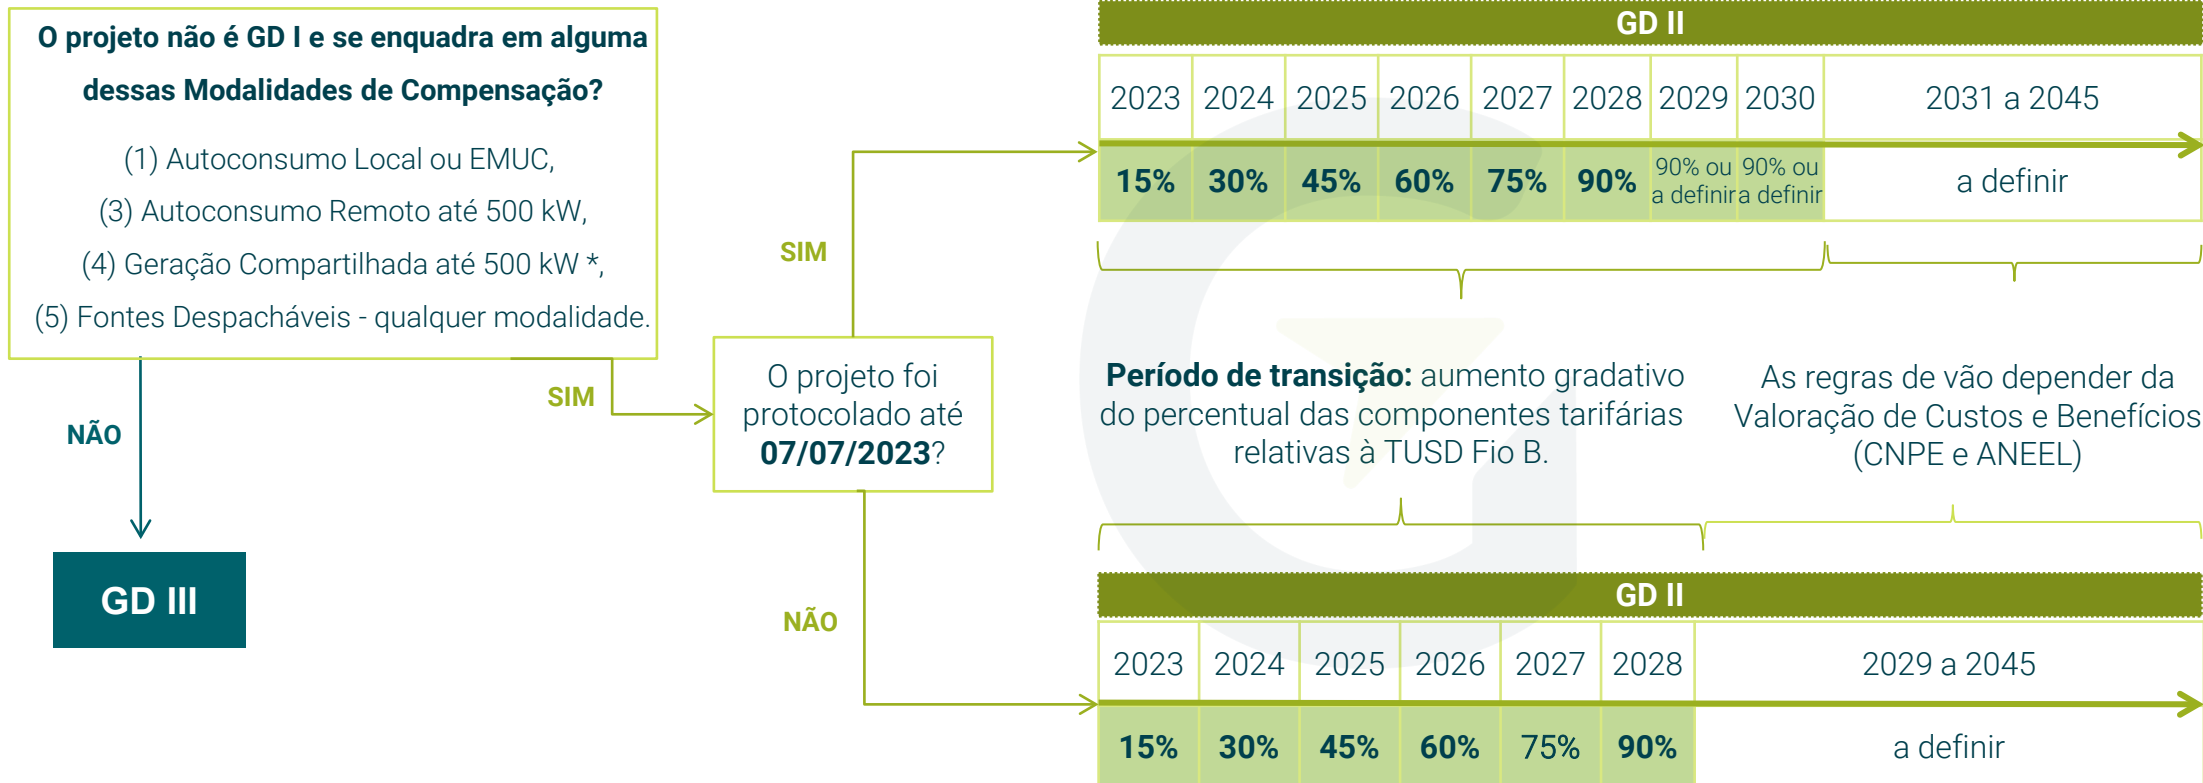 O projeto não é GD I e se enquadra em alguma
dessas Modalidades de Compensação?
(1) Autoconsumo Local ou EMUC,
(3) Autoconsumo Remoto até 500 kW,
(4) Geração Compartilhada até 500 kW *,
(5) Fontes Despacháveis - qualquer modalidade.
NÃO
GD III
SIM
O projeto foi
protocolado até
07/07/2023?
SIM
NÃO
GD II
2023 2024 2025 2026 2027 2028 2029 2030 2031 a 2045
15% 30% 45% 60% 75% 90% 90% ou a definir 90% ou a definir a definir
Período de transição: aumento gradativo
do percentual das componentes tarifárias
relativas à TUSD Fio B.
As regras de vão depender da
Valoração de Custos e Benefícios
(CNPE e ANEEL)
GD II
2023 2024 2025 2026 2027 2028 2029 a 2045
15% 30% 45% 60% 75% 90% a definir